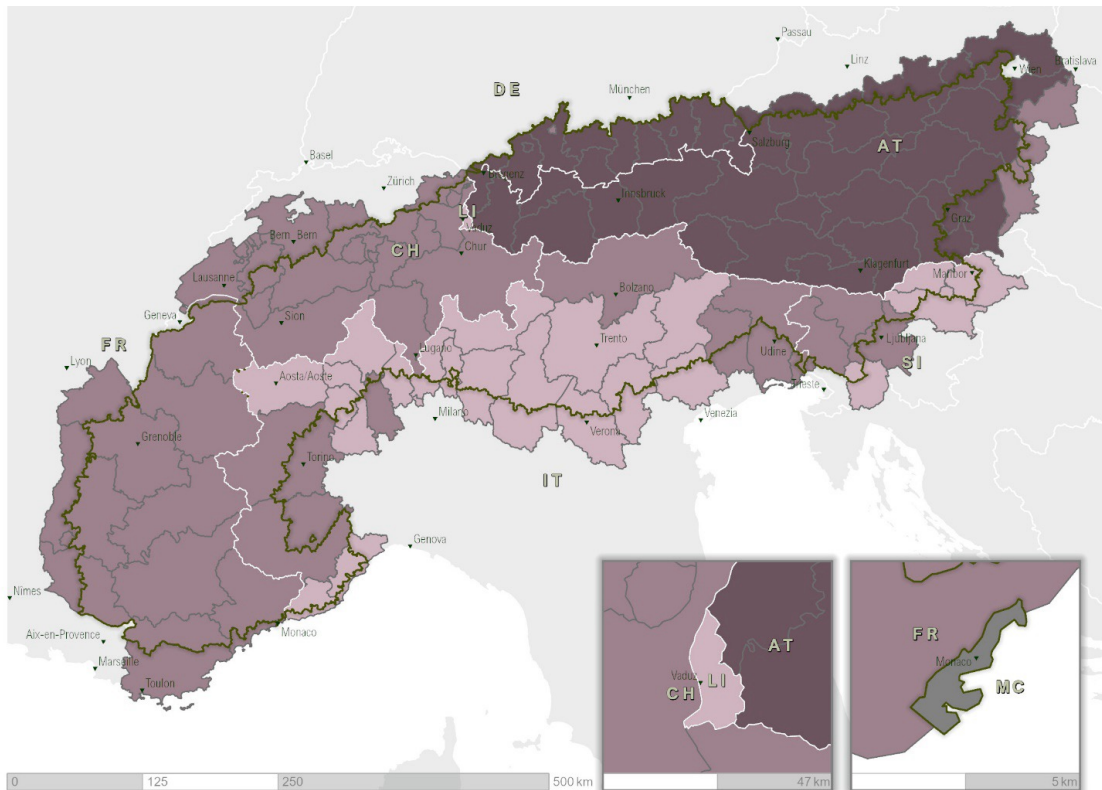 Passau
Linz
Wien
Bratislava
DE
München
Salzburg
AT
Basel
Zürich
Bregenz
Innsbruck
LI
Vaduz
Graz
Bern Bern
CH
Chur
Klagenfurt
Maribor
Lausanne
Bolzano
Geneva
Sion
FR
Lugano
Trento
Udine
Ljubljana
SI
Lyon
Aosta/Aoste
Trieste
Milano
Verona
Venezia
Grenoble
Torino
IT
Genova
Nîmes
Monaco
Aix-en-Provence
Marseille
Toulon
AT
Vaduz
LI
CH
FR
Monaco
MC
0 125 250 500 km
47 km
5 km